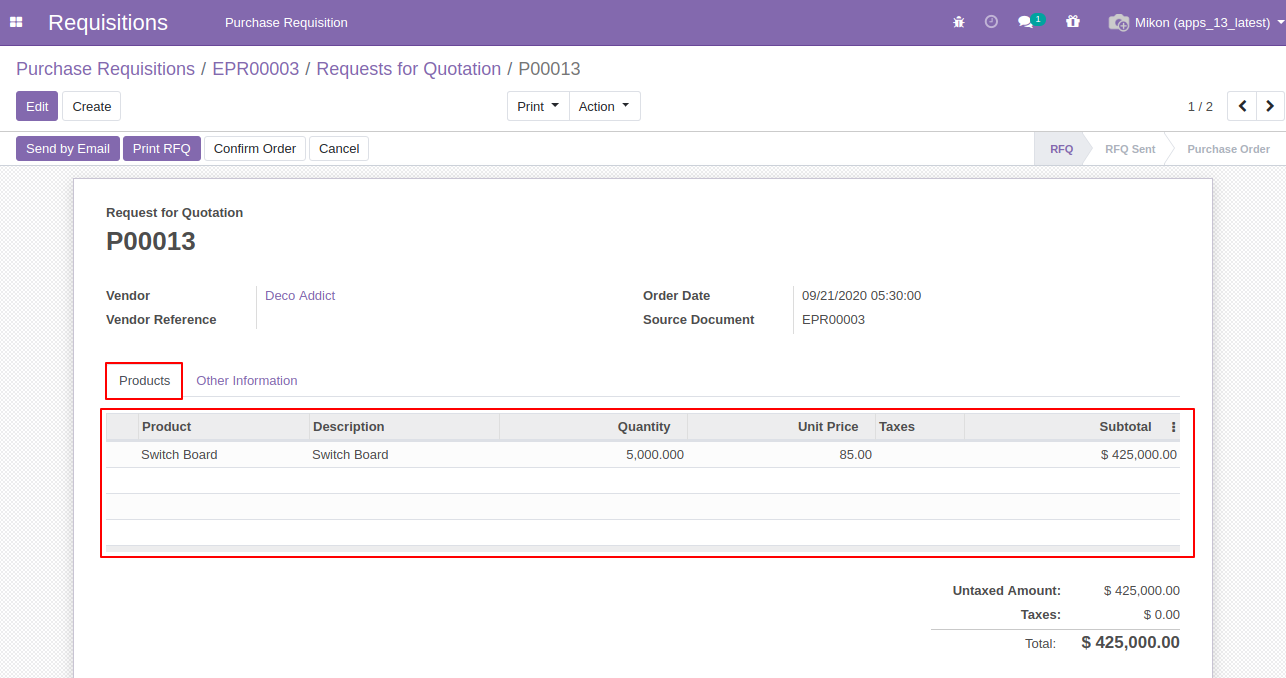 Requisitions Purchase Requisition 1 Mikon (apps_13_latest)
Purchase Requisitions / EPR00003 / Requests for Quotation / P00013
Edit Create Print Action 1 / 2
Send by Email Print RFQ Confirm Order Cancel RFQ RFQ Sent Purchase Order
Request for Quotation
P00013
Vendor Deco Addict Order Date 09/21/2020 05:30:00
Vendor Reference Source Document EPR00003
Products Other Information
Product Description Quantity Unit Price Taxes Subtotal
Switch Board Switch Board 5,000.000 85.00 $ 425,000.00
Untaxed Amount: $ 425,000.00
Taxes: $ 0.00
Total: $ 425,000.00